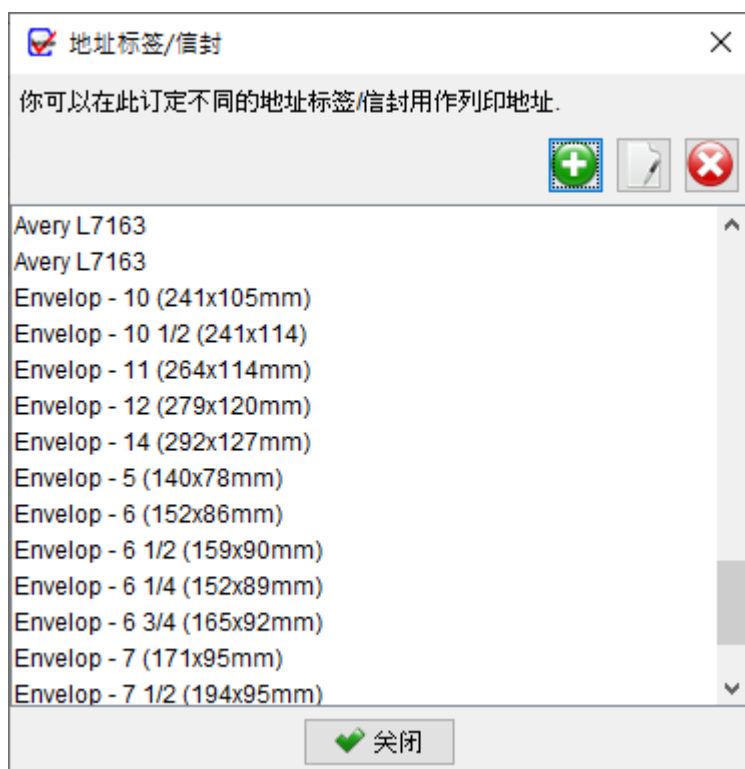 地址标签/信封
你可以在此订定不同的地址标签/信封用作列印地址.
Avery L7163
Avery L7163
Envelop - 10 (241x105mm)
Envelop - 10 1/2 (241x114)
Envelop - 11 (264x114mm)
Envelop - 12 (279x120mm)
Envelop - 14 (292x127mm)
Envelop - 5 (140x78mm)
Envelop - 6 (152x86mm)
Envelop - 6 1/2 (159x90mm)
Envelop - 6 1/4 (152x89mm)
Envelop - 6 3/4 (165x92mm)
Envelop - 7 (171x95mm)
Envelop - 7 1/2 (194x95mm)
关闭